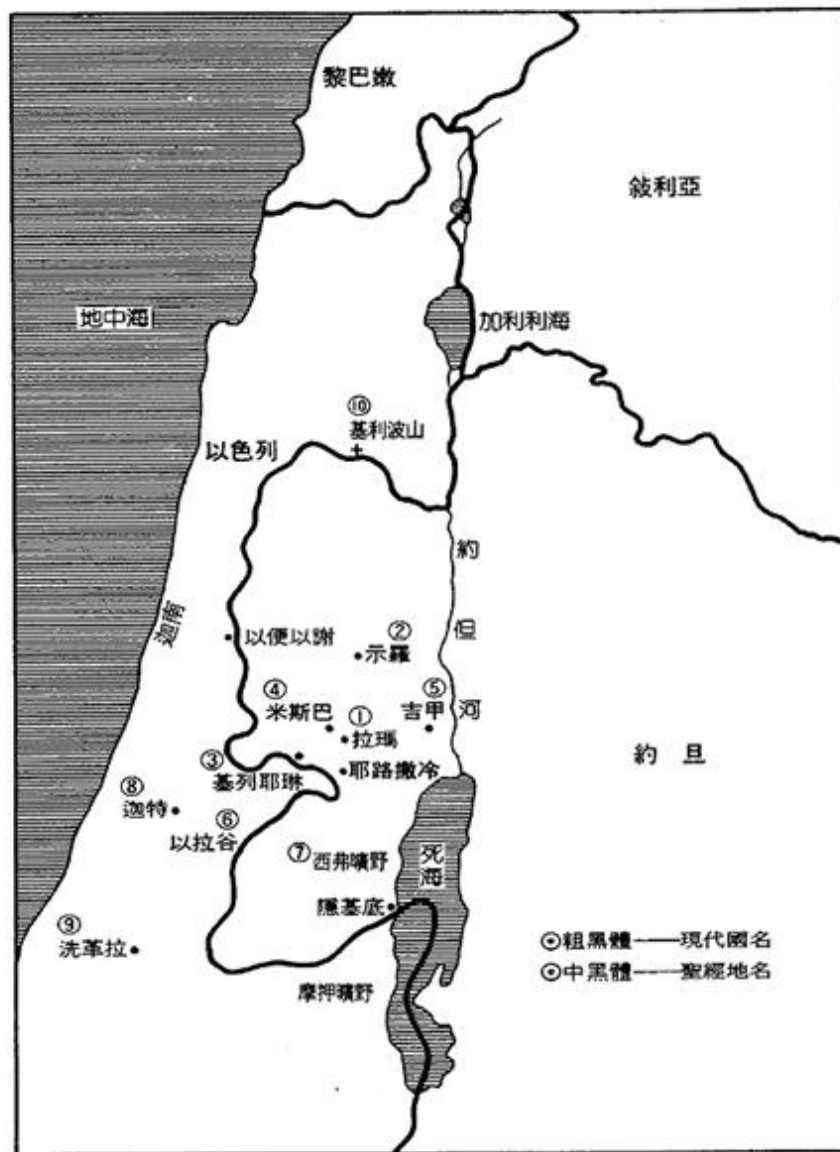 黎巴嫩
敍利亞
地中海
加利利海
⑩
基利波山
以色列
約但河
迦南
以便以謝
②
示羅
④
米斯巴
①
拉瑪
⑤
吉甲
③
基列耶琳
耶路撒冷
約旦
⑧
迦特
⑥
以拉谷
⑦西弗曠野
死海
隱基底
⑨
洗革拉
摩押曠野
⊙粗黑體——現代國名
⊙中黑體——聖經地名